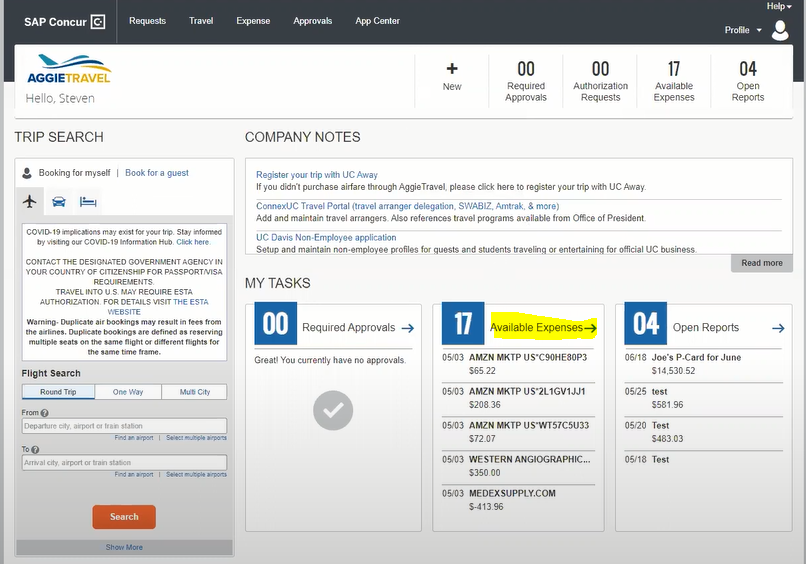 Help
SAP Concur C
Requests
Travel
Expense
Approvals
App Center
Profile
AGGIETRAVEL
Hello, Steven
+
New
00
Required
Approvals
00
Authorization
Requests
17
Available
Expenses
04
Open
Reports
TRIP SEARCH
Booking for myself | Book for a guest
COVID-19 implications may exist for your trip. Stay informed
by visiting our COVID-19 Information Hub. Click here.
CONTACT THE DESIGNATED GOVERNMENT AGENCY IN
YOUR COUNTRY OF CITIZENSHIP FOR PASSPORT/VISA
REQUIREMENTS.
TRAVEL INTO U.S. MAY REQUIRE ESTA
AUTHORIZATION. FOR DETAILS VISIT THE ESTA
WEBSITE
Warning- Duplicate air bookings may result in fees from
the airlines. Duplicate bookings are defined as reserving
multiple seats on the same flight or different flights for
the same time frame.
Flight Search
Round Trip
One Way
Multi City
From ?
Departure city, airport or train station
Find an airport | Select multiple airports
To ?
Arrival city, airport or train station
Find an airport | Select multiple airports
Search
Show More
COMPANY NOTES
Register your trip with UC Away
If you didn't purchase airfare through AggieTravel, please click here to register your trip with UC Away.
ConnexUC Travel Portal (travel arranger delegation, SWABIZ, Amtrak, & more)
Add and maintain travel arrangers. Also references travel programs available from Office of President.
UC Davis Non-Employee application
Setup and maintain non-employee profiles for guests and students traveling or entertaining for official UC business.
Read more
MY TASKS
00 Required Approvals →
Great! You currently have no approvals.
17 Available Expenses →
05/03 AMZN MKTP US*C90HE80P3
$65.22
05/03 AMZN MKTP US*2L1GV1JJ1
$208.36
05/03 AMZN MKTP US*WT57C5U33
$72.07
05/03 WESTERN ANGIOGRAPHIC...
$350.00
05/03 MEDEXSUPPLY.COM
$-413.96
04 Open Reports →
06/18 Joe's P-Card for June
$14,530.52
05/25 test
$581.96
05/20 Test
$483.03
05/18 Test